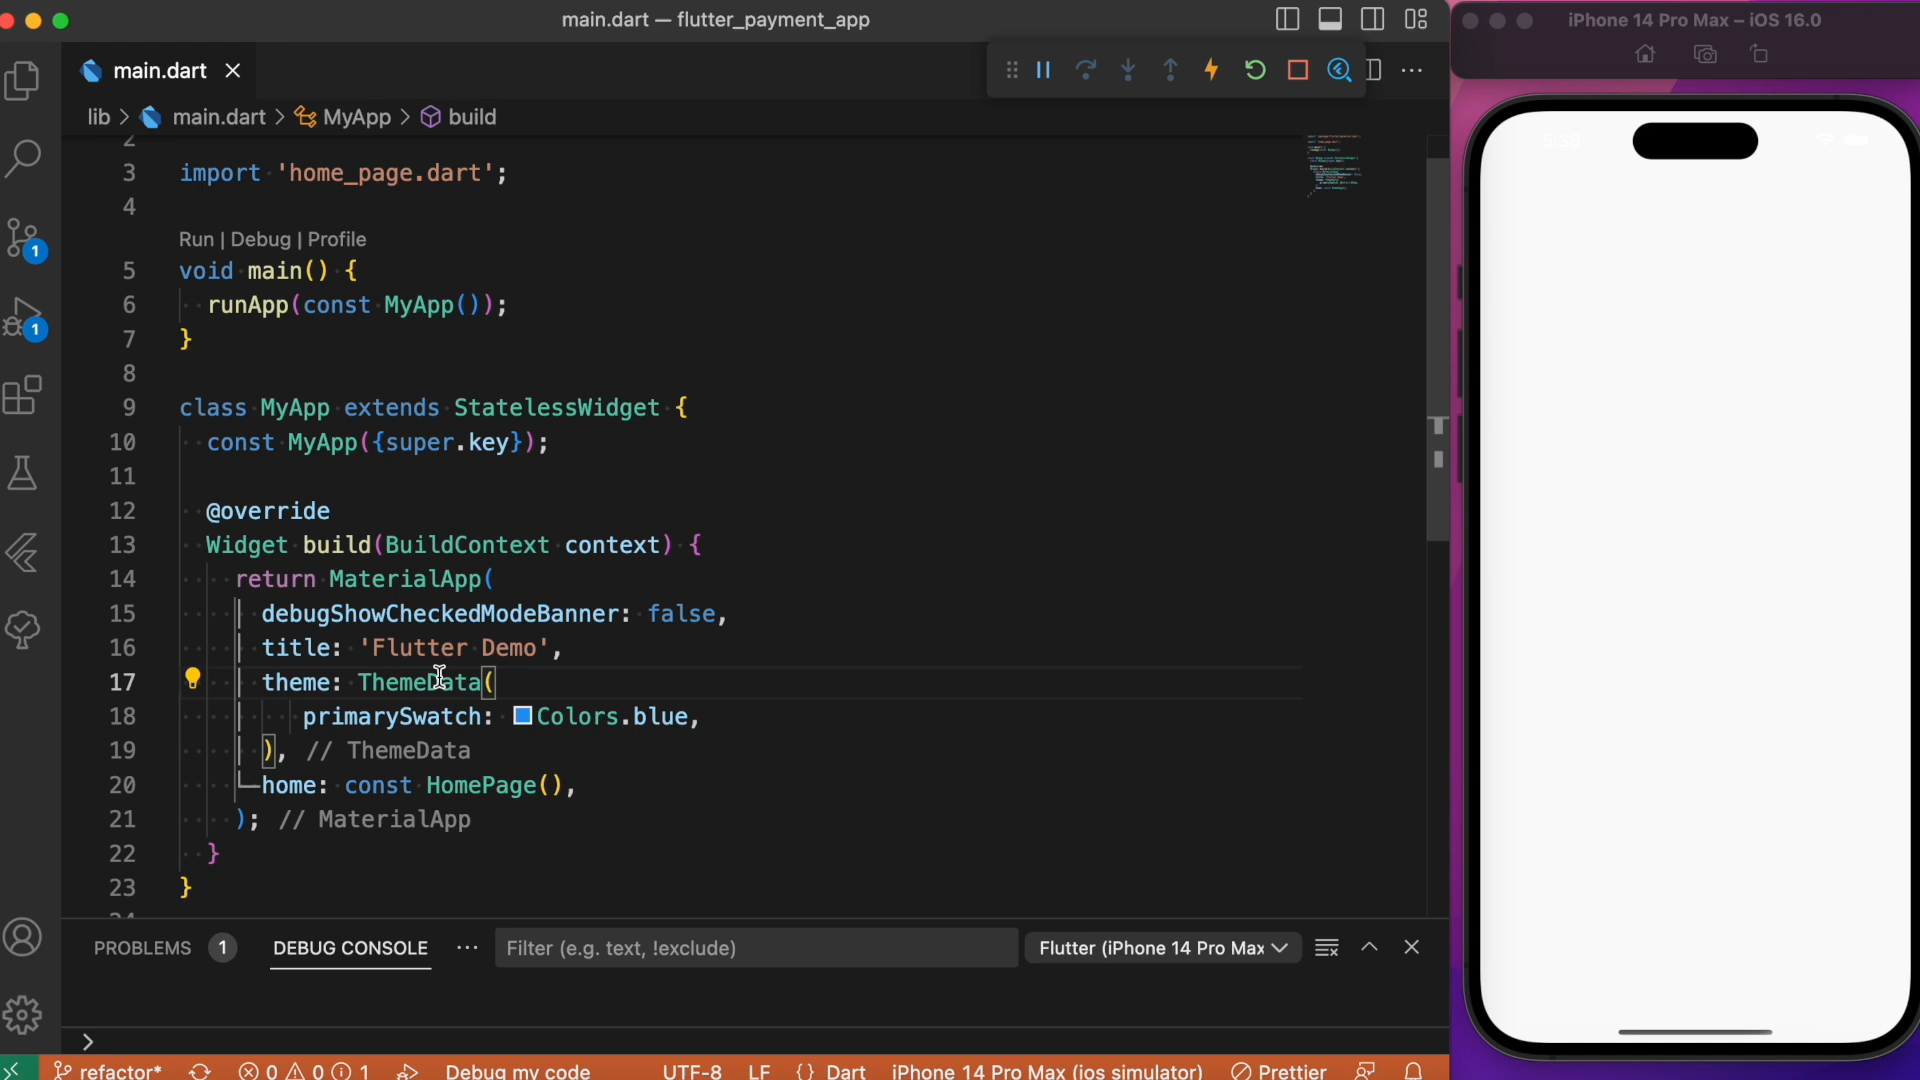 main.dart — flutter_payment_app
iPhone 14 Pro Max – iOS 16.0
main.dart
lib > main.dart > MyApp > build
2
3 import 'home_page.dart';
4
Run | Debug | Profile
5 void main() {
6 runApp(const MyApp());
7 }
8
9 class MyApp extends StatelessWidget {
10 const MyApp({super.key});
11
12 @override
13 Widget build(BuildContext context) {
14 return MaterialApp(
15 debugShowCheckedModeBanner: false,
16 title: 'Flutter Demo',
17 theme: ThemeData(
18 primarySwatch: Colors.blue,
19 ), // ThemeData
20 home: const HomePage(),
21 ); // MaterialApp
22 }
23 }
24
1
1
PROBLEMS 1 DEBUG CONSOLE ··· Filter (e.g. text, !exclude) Flutter (iPhone 14 Pro Max
>
refactor* 0 0 1 Debug my code UTF-8 LF {} Dart iPhone 14 Pro Max (ios simulator) Prettier